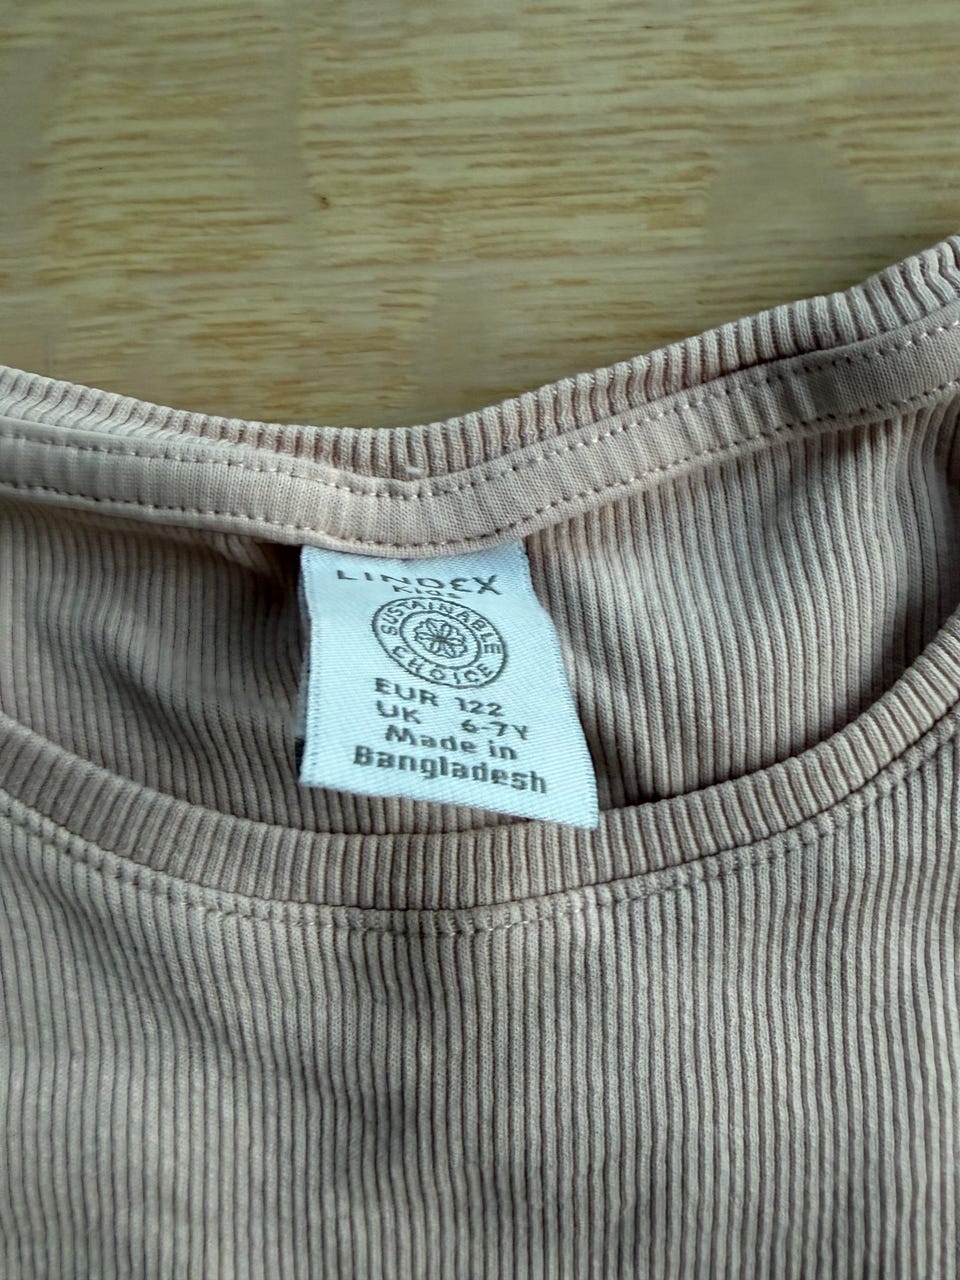 LINDEX
Kids
SUSTAINABLE
CHOICE
EUR 122
UK 6-7Y
Made in
Bangladesh